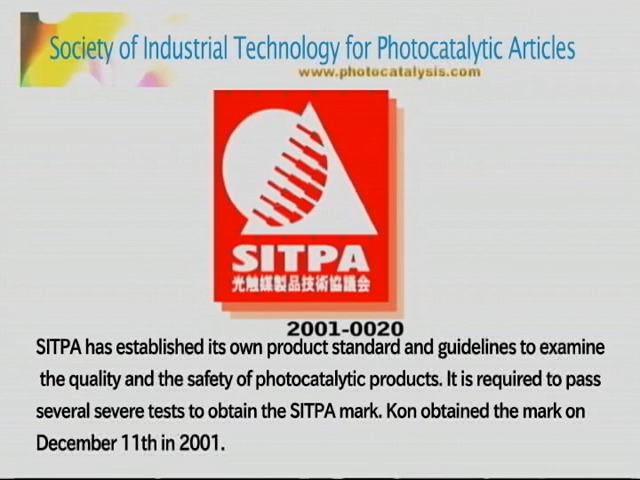 Society of Industrial Technology for Photocatalytic Articles
www.photocatalysis.com
SITPA
光触媒製品技術協議会
2001-0020
SITPA has established its own product standard and guidelines to examine
the quality and the safety of photocatalytic products. It is required to pass
several severe tests to obtain the SITPA mark. Kon obtained the mark on
December 11th in 2001.